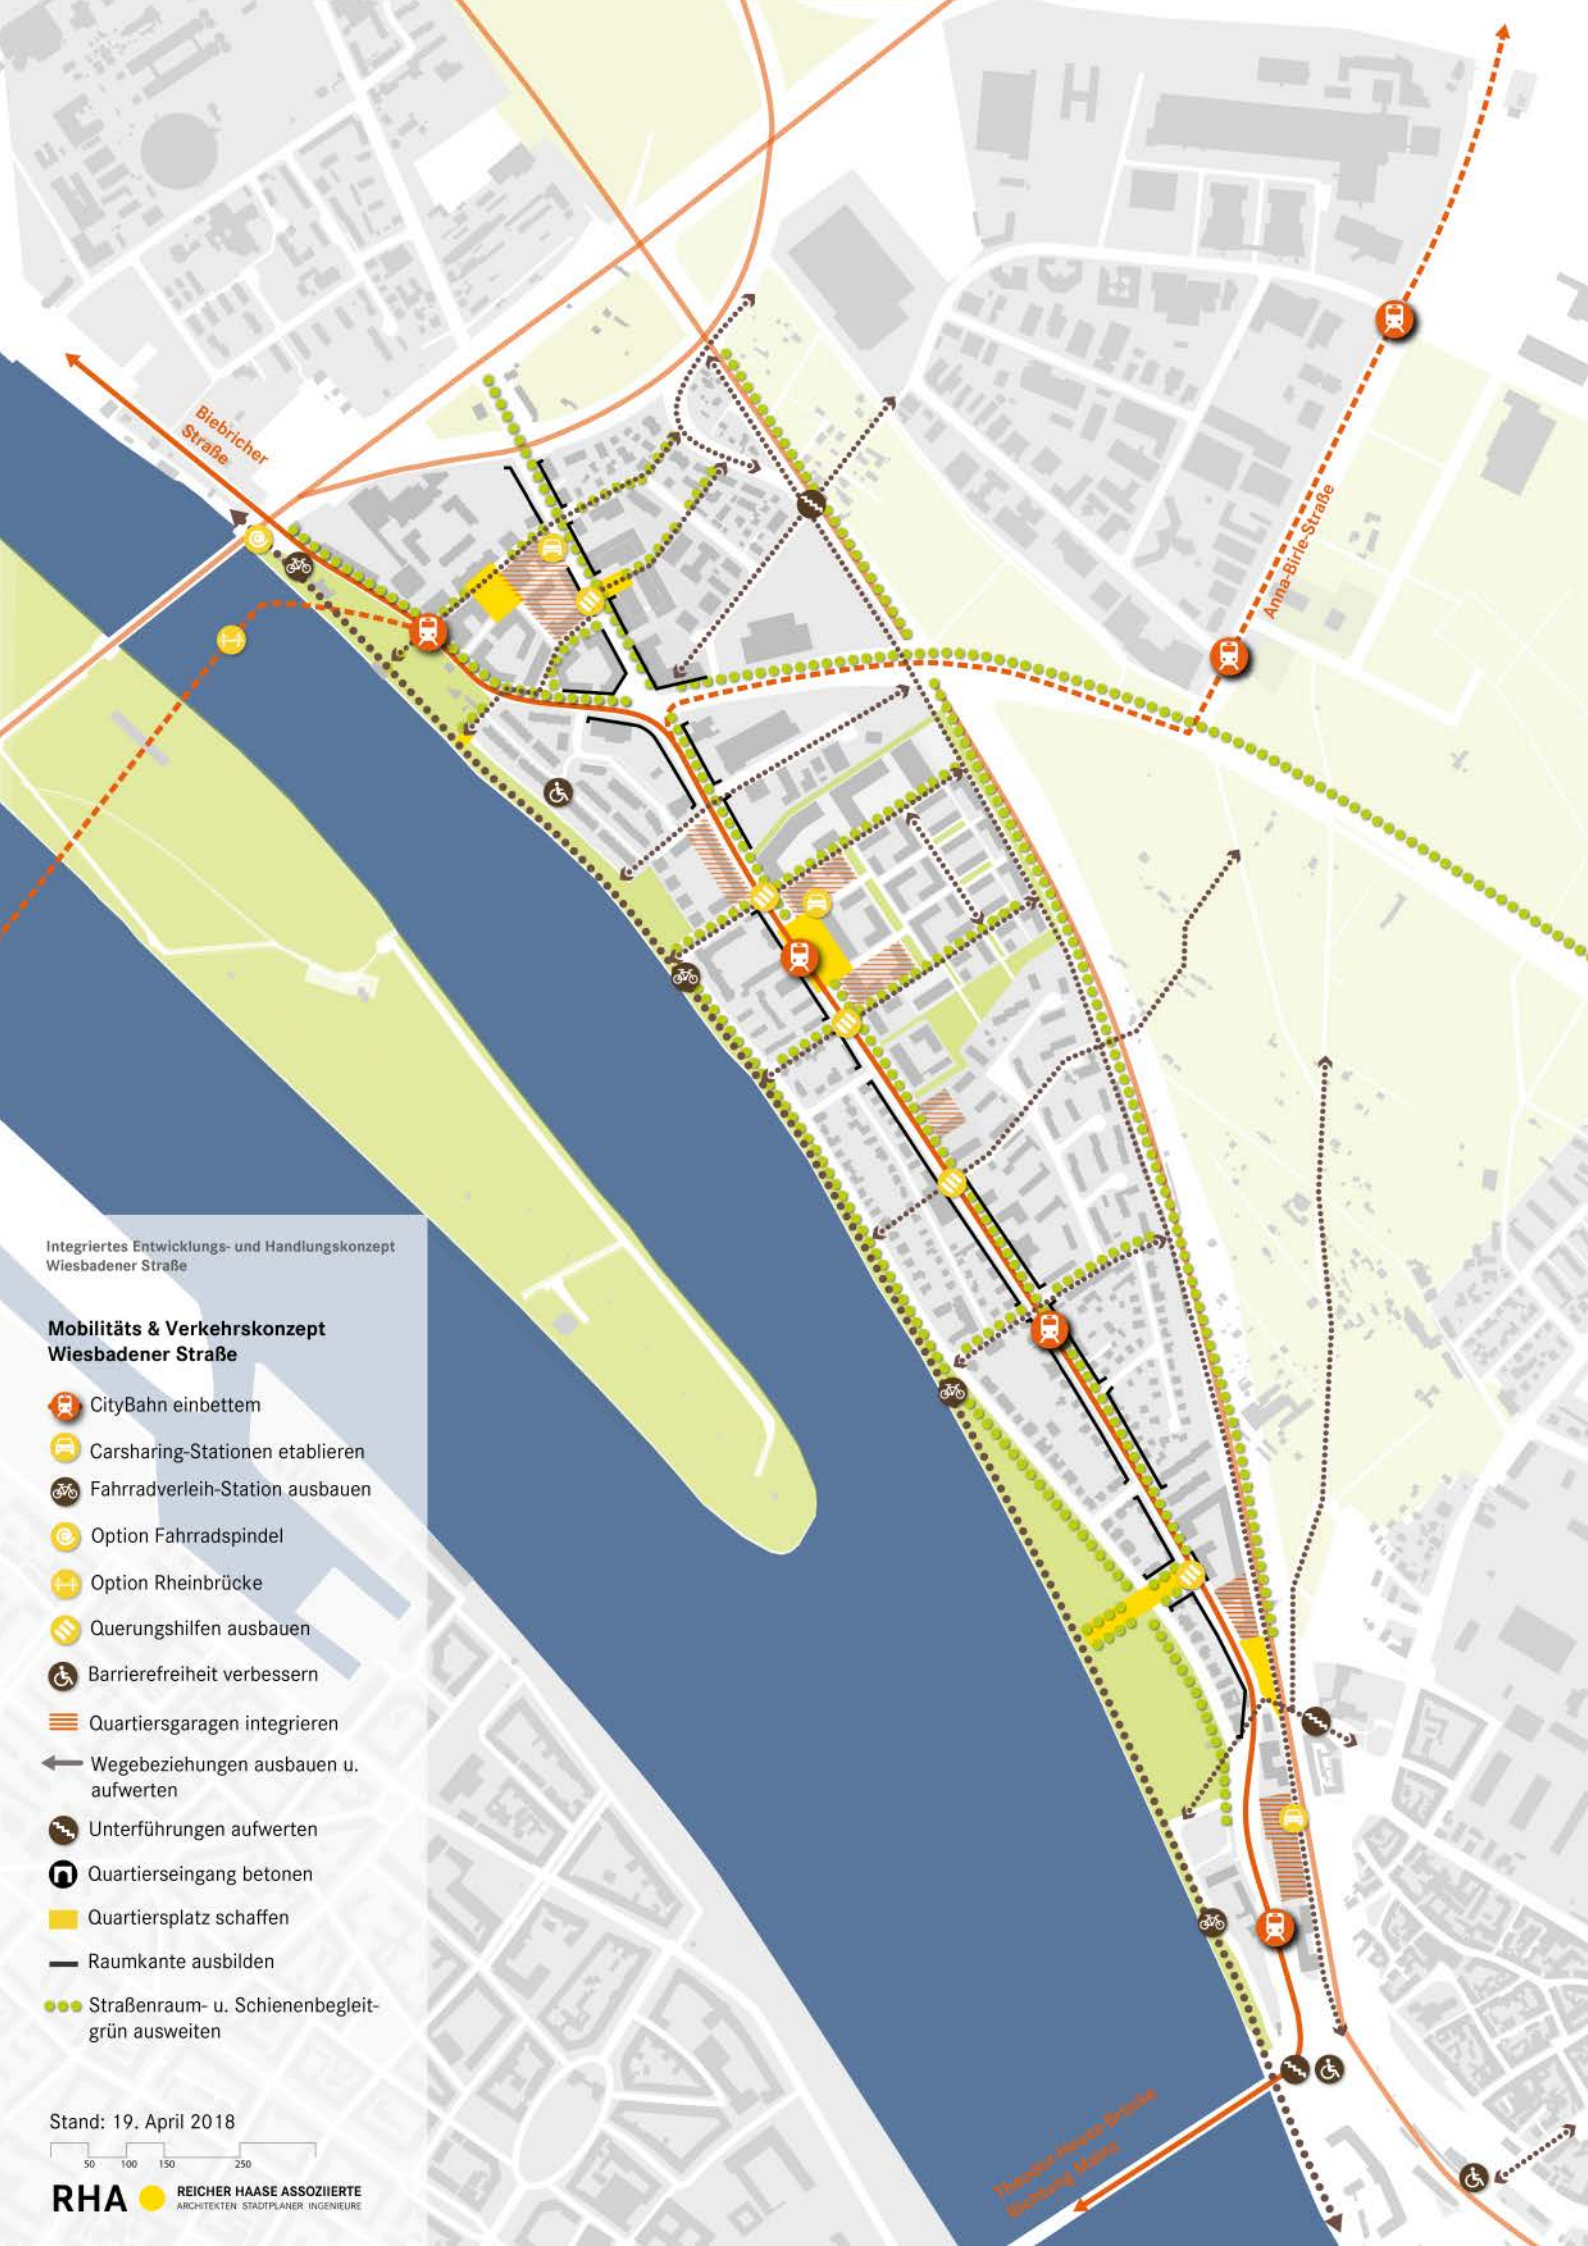 Biebricher
Straße
Anna-Birle-Straße
Integriertes Entwicklungs- und Handlungskonzept
Wiesbadener Straße
Mobilitäts & Verkehrskonzept
Wiesbadener Straße
CityBahn einbettem
Carsharing-Stationen etablieren
Fahrradverleih-Station ausbauen
Option Fahrradspindel
Option Rheinbrücke
Querungshilfen ausbauen
Barrierefreiheit verbessern
Quartiersgaragen integrieren
Wegebeziehungen ausbauen u.
aufwerten
Unterführungen aufwerten
Quartierseingang betonen
Quartiersplatz schaffen
Raumkante ausbilden
Straßenraum- u. Schienenbegleit-
grün ausweiten
Theodor-Heuss-Brücke
Richtung Mainz
Stand: 19. April 2018
50 100 150 250
RHA REICHER HAASE ASSOZIIERTE
ARCHITEKTEN STADTPLANER INGENIEURE